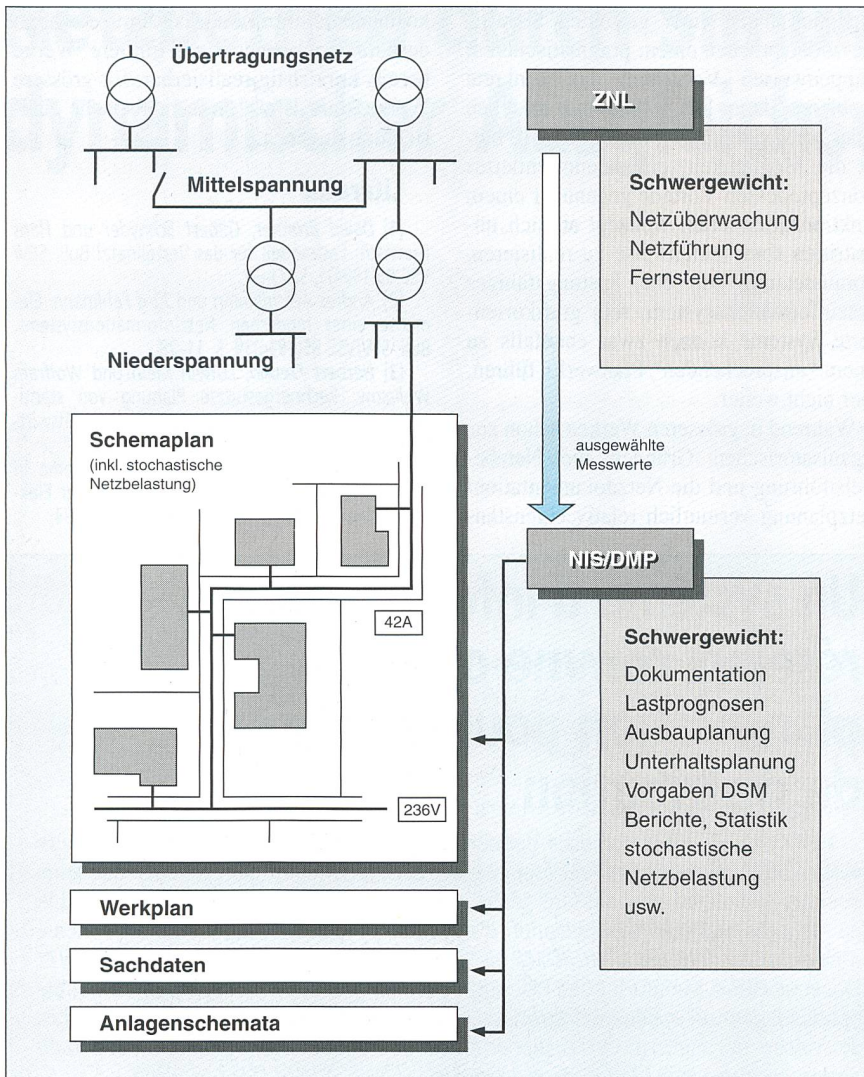 Übertragungsnetz
Mittelspannung
Niederspannung
Schemaplan
(inkl. stochastische
Netzbelastung)
42A
236V
Werkplan
Sachdaten
Anlagenschemata
ZNL
Schwergewicht:
Netzüberwachung
Netzführung
Fernsteuerung
ausgewählte
Messwerte
NIS/DMP
Schwergewicht:
Dokumentation
Lastprognosen
Ausbauplanung
Unterhaltsplanung
Vorgaben DSM
Berichte, Statistik
stochastische
Netzbelastung
usw.